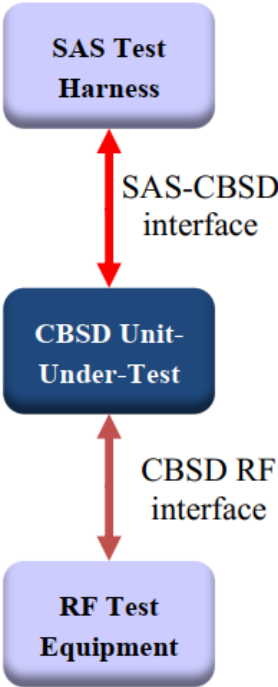 SAS Test
Harness
SAS-CBSD
interface
CBSD Unit-
Under-Test
CBSD RF
interface
RF Test
Equipment